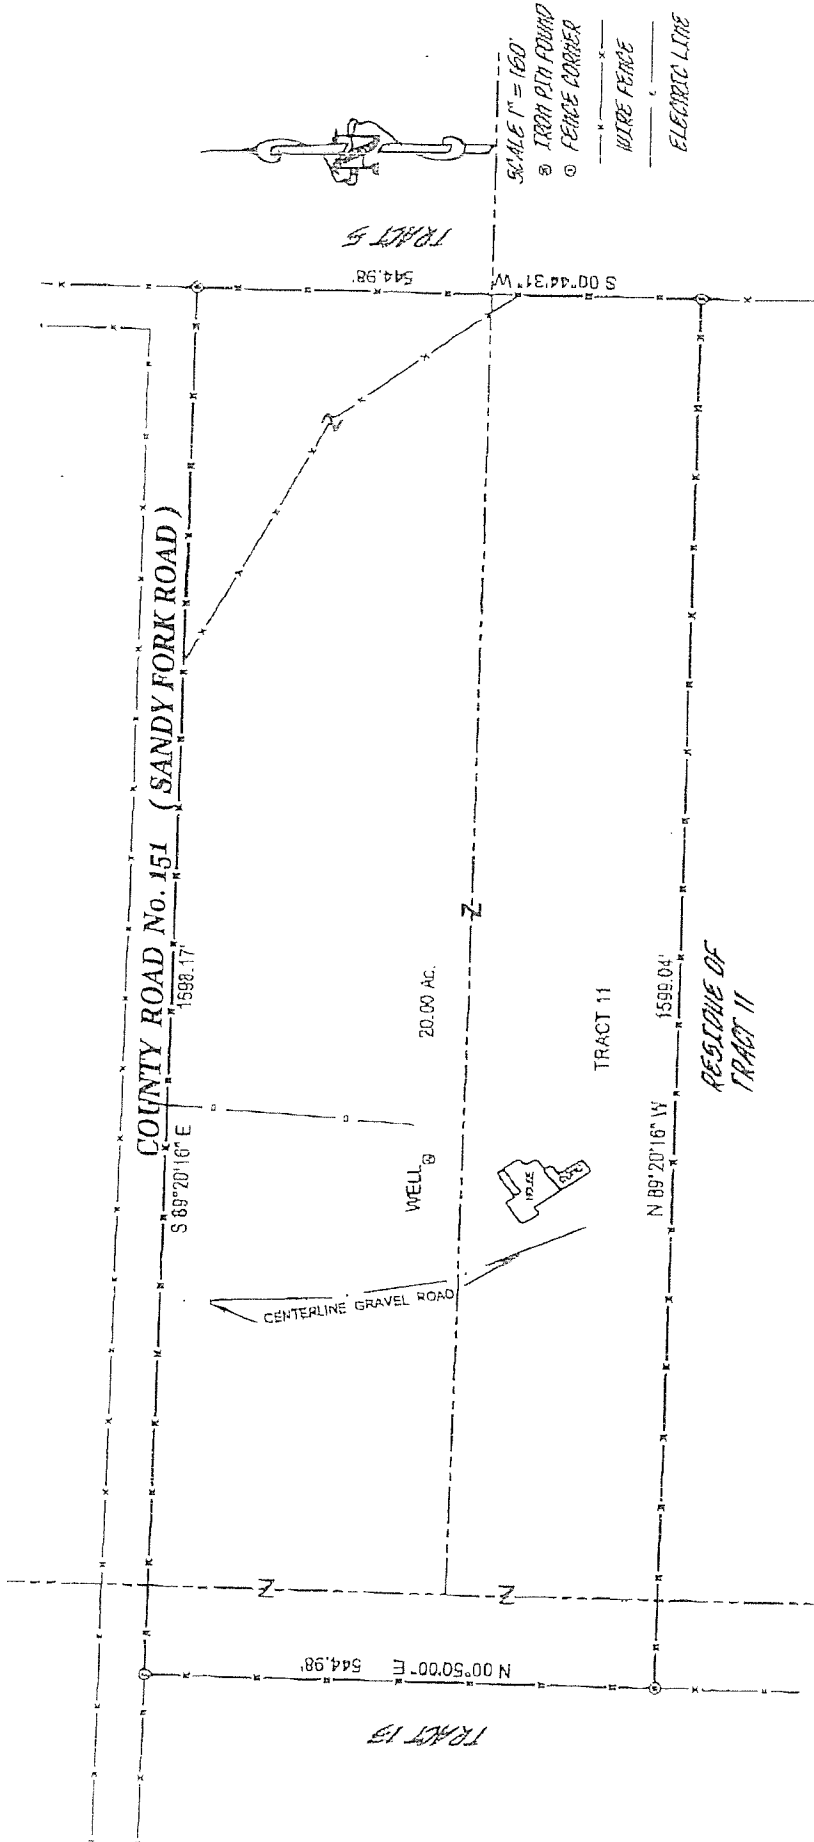 SCALE 1" = 160'
IRON PIN FOUND
FENCE CORNER
WIRE FENCE
ELECTRIC LINE
TRACT 5
544.98'
S 00°44'31" W
COUNTY ROAD No. 151 ( SANDY FORK ROAD )
S 89°20'16" E
1598.17'
20.00 AC.
WELL
TRACT 11
HOUSE
CENTERLINE GRAVEL ROAD
N 89°20'16" W
1599.04'
RESIDUE OF
TRACT 11
N 00°50'00" E
544.98'
TRACT 13